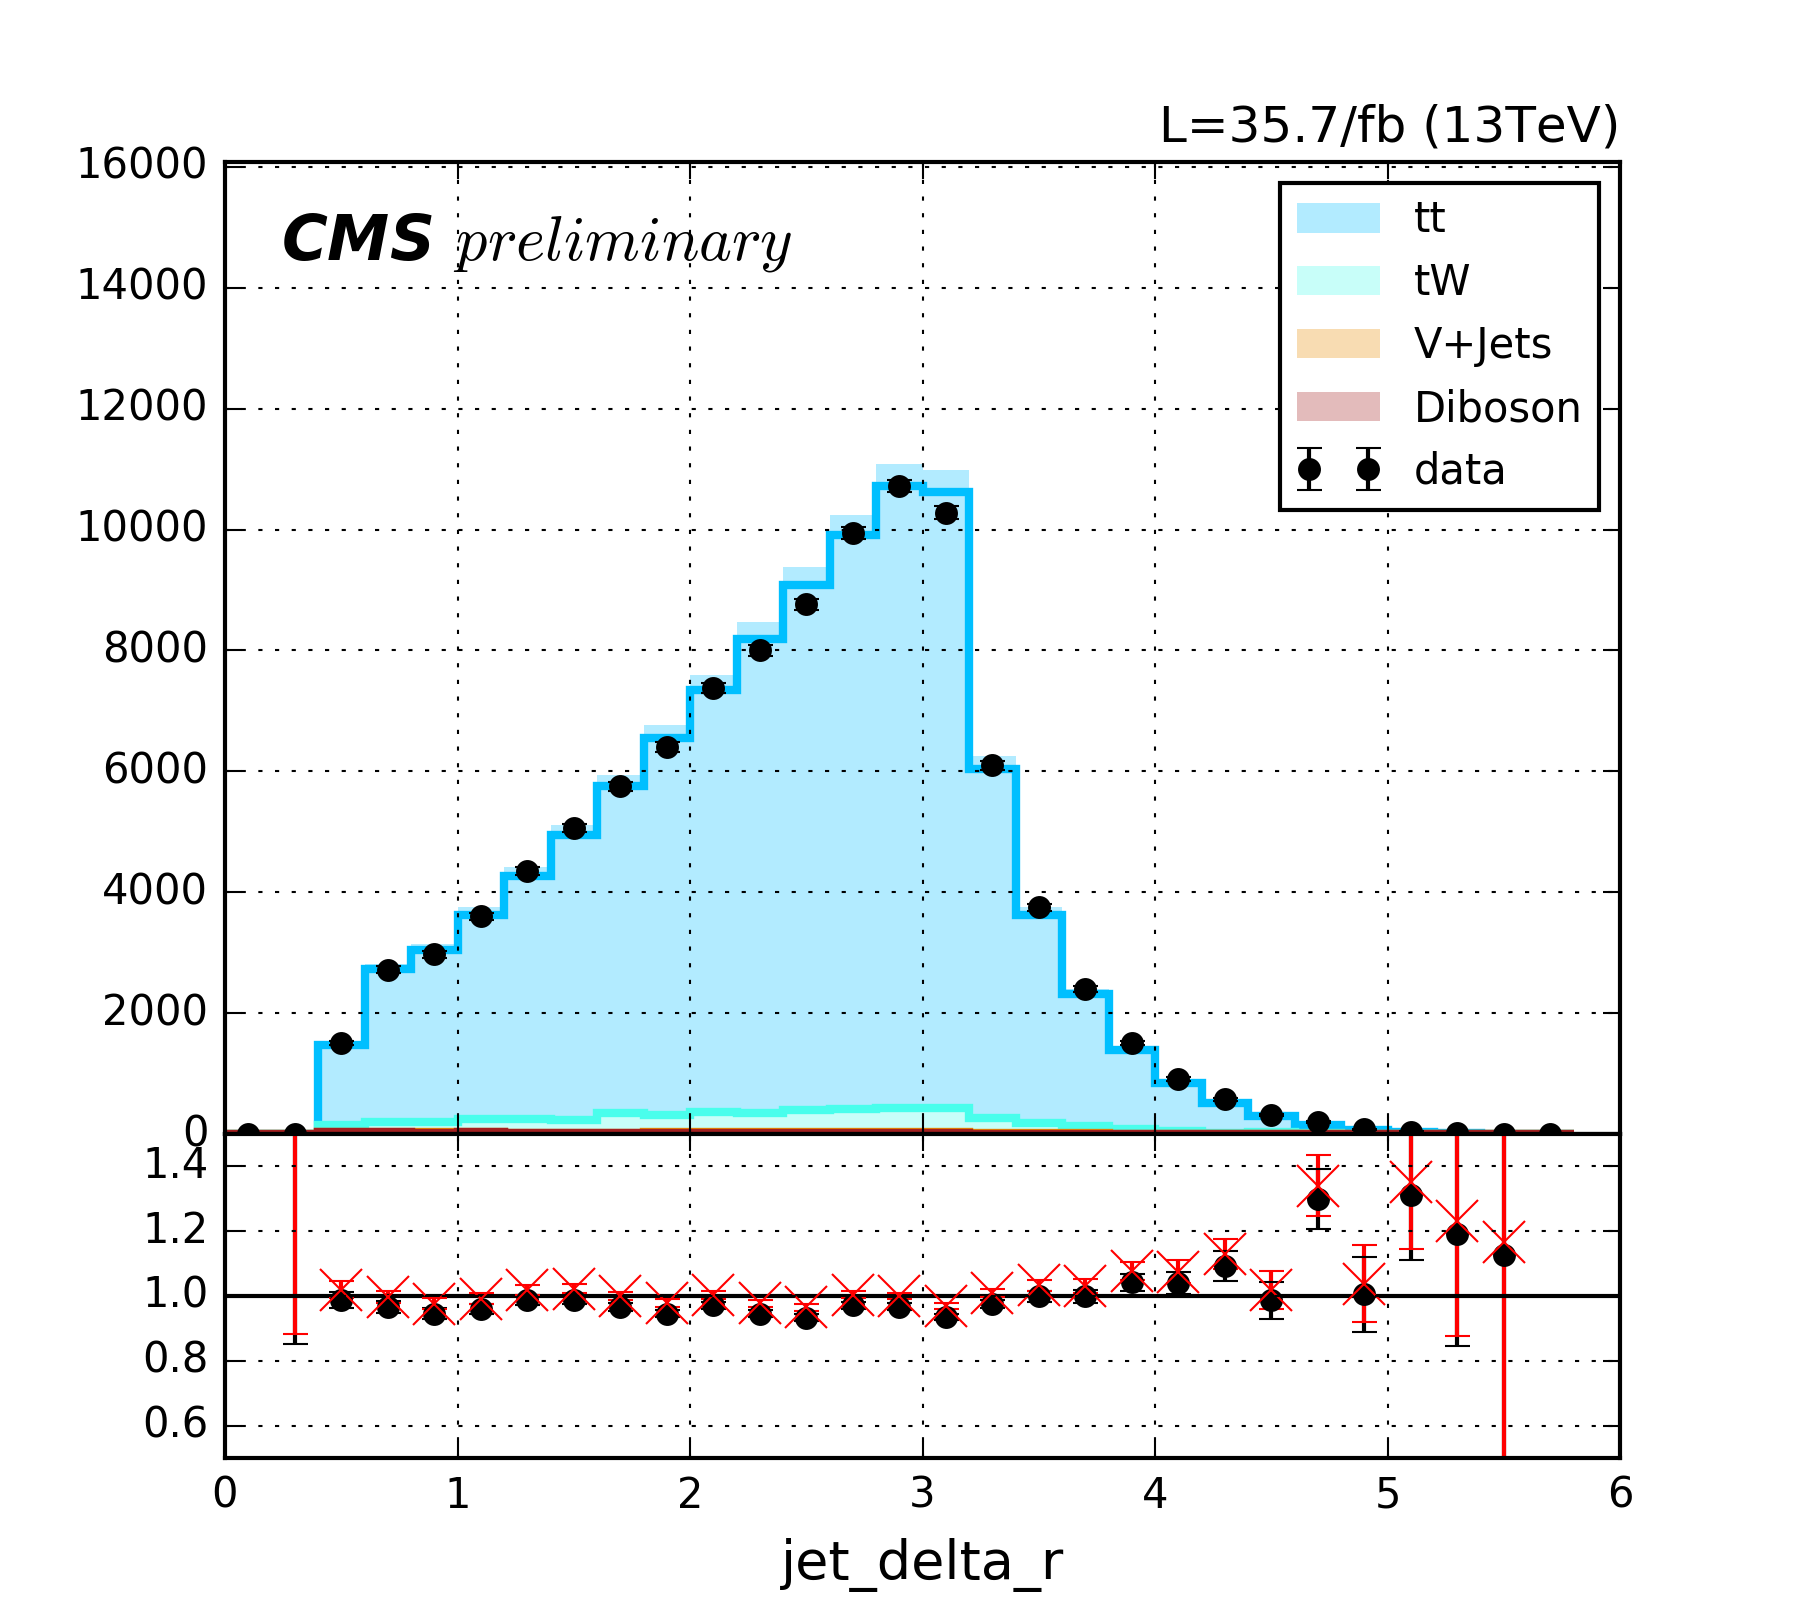 L=35.7/fb (13TeV)
CMS preliminary
16000
14000
12000
10000
8000
6000
4000
2000
0
tt
tW
V+Jets
Diboson
data
1.4
1.2
1.0
0.8
0.6
0 1 2 3 4 5 6
jet_delta_r